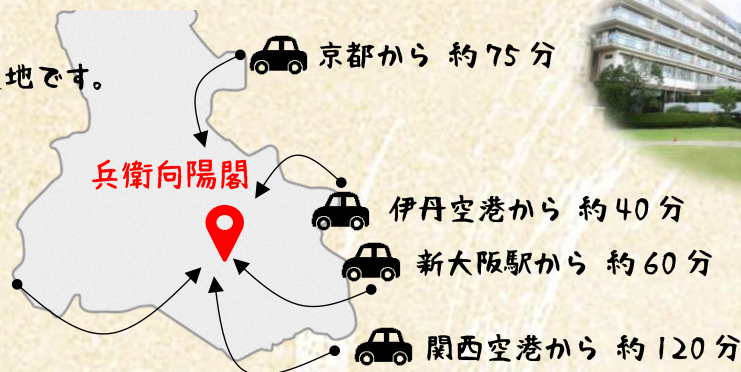 京都から 約75分
地です。
兵衛向陽閣
伊丹空港から 約40分
新大阪駅から 約60分
関西空港から 約120分